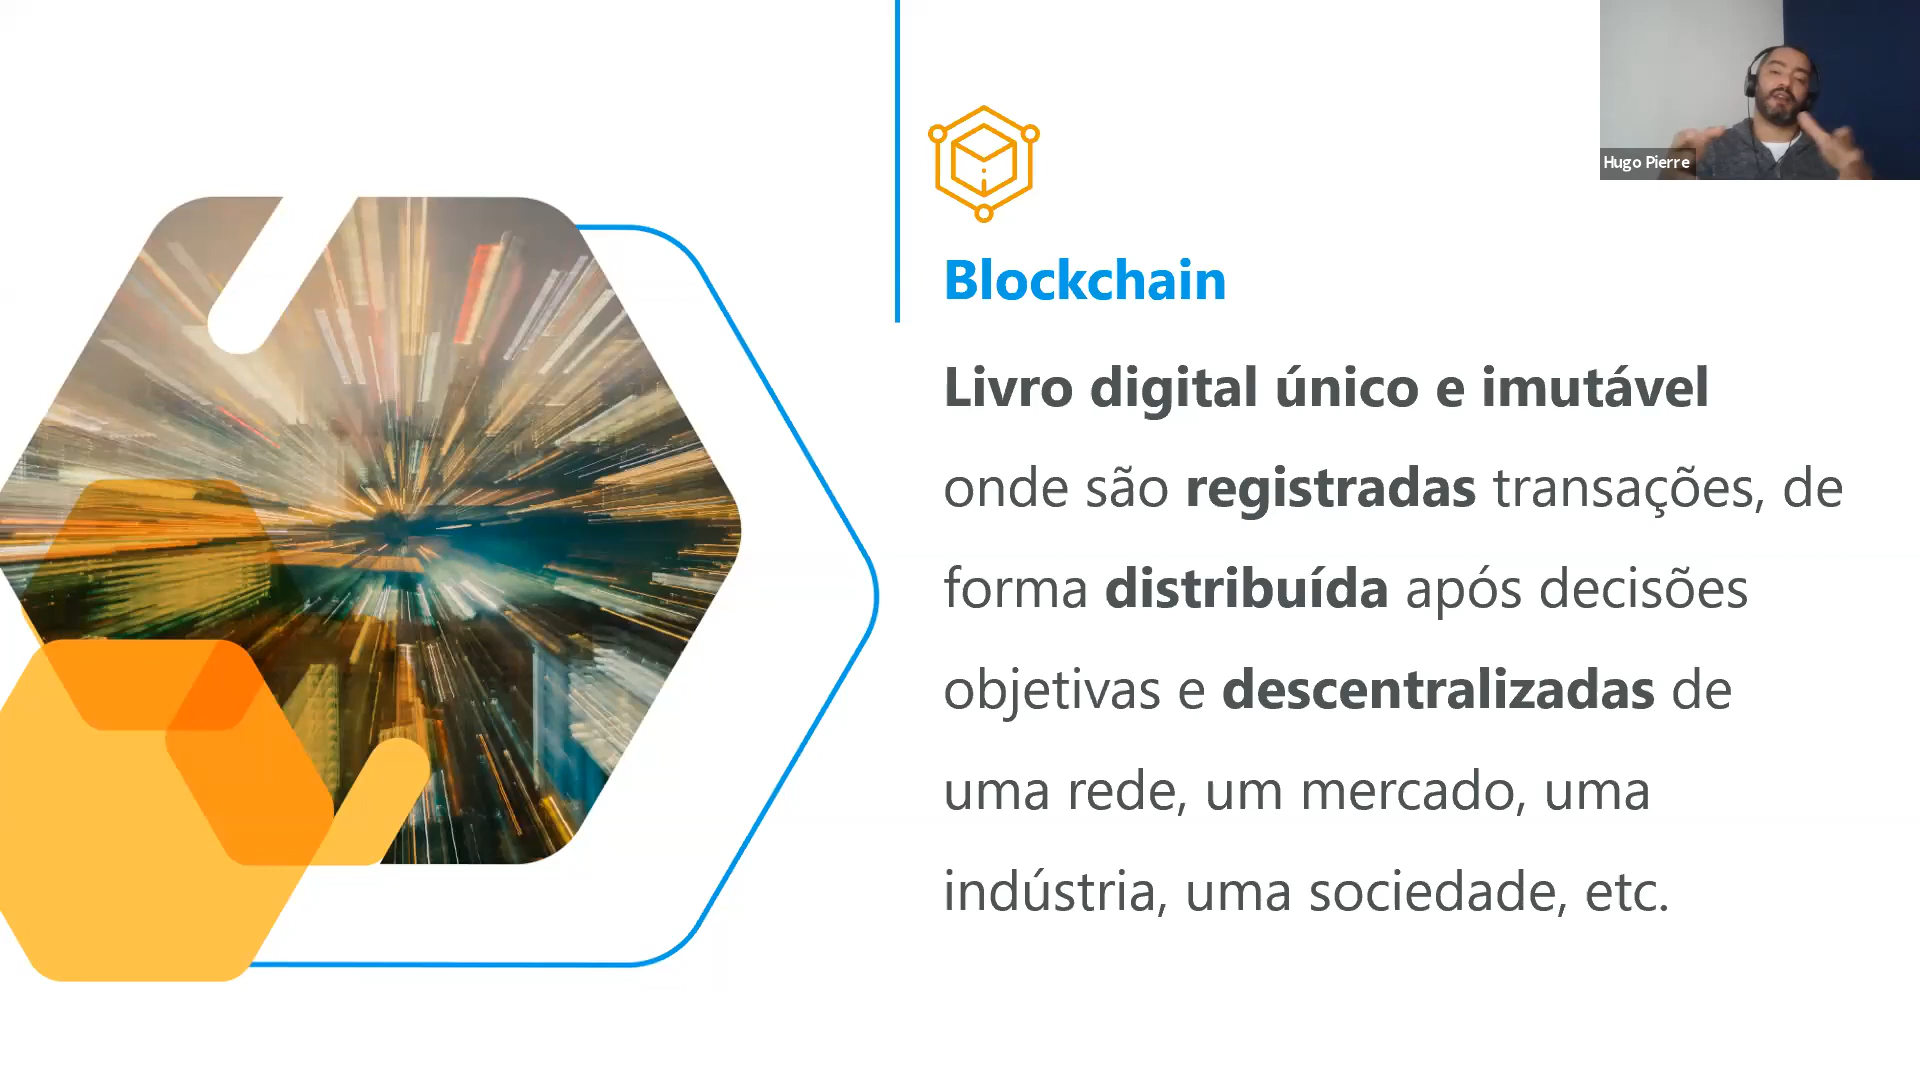 Hugo Pierre
Blockchain
Livro digital único e imutável
onde são registradas transações, de
forma distribuída após decisões
objetivas e descentralizadas de
uma rede, um mercado, uma
indústria, uma sociedade, etc.